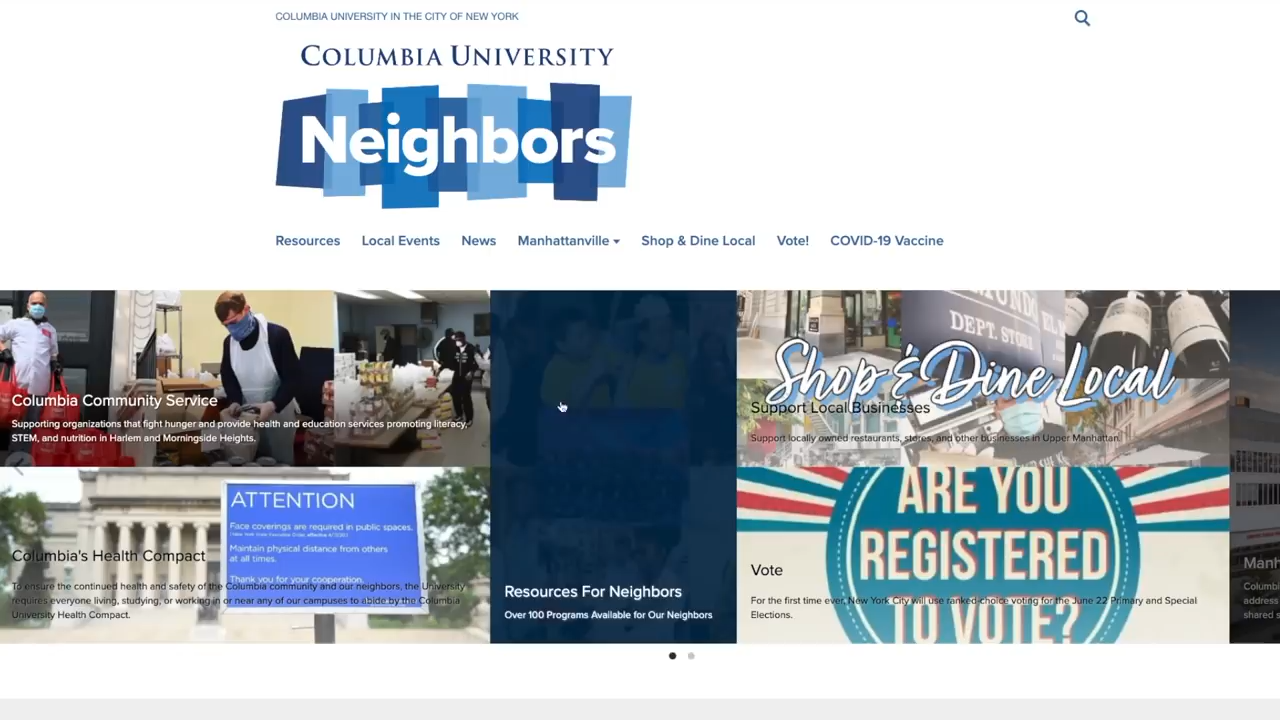 COLUMBIA UNIVERSITY IN THE CITY OF NEW YORK
COLUMBIA UNIVERSITY
Neighbors
Resources
Local Events
News
Manhattanville
Shop & Dine Local
Vote!
COVID-19 Vaccine
Columbia Community Service
Supporting organizations that fight hunger and provide health and education services promoting literacy,
STEM, and nutrition in Harlem and Morningside Heights.
ATTENTION
Face coverings are required in public spaces.
Maintain physical distance from others
at all times.
Thank you for your cooperation.
Columbia's Health Compact
To ensure the continued health and safety of the Columbia community and our neighbors, the University
requires everyone living, studying, or working in or near any of our campuses to abide by the Columbia
University Health Compact.
Resources For Neighbors
Over 100 Programs Available for Our Neighbors
DEPT. STORE
Shop & Dine Local
Support Local Businesses
Support locally owned restaurants, stores, and other businesses in Upper Manhattan.
ARE YOU
REGISTERED
TO VOTE?
Vote
For the first time ever, New York City will use ranked-choice voting for the June 22 Primary and Special
Elections.
Manh
Columbi
address
shared s